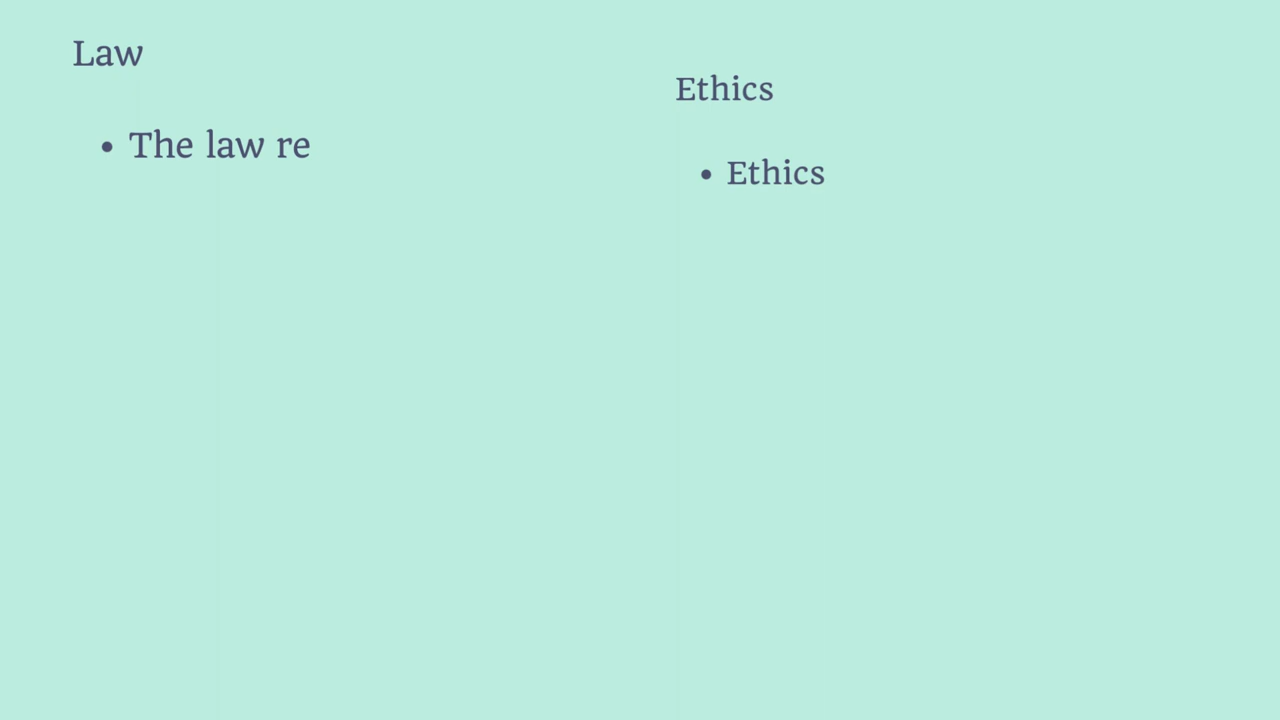 Law
• The law re
Ethics
• Ethics